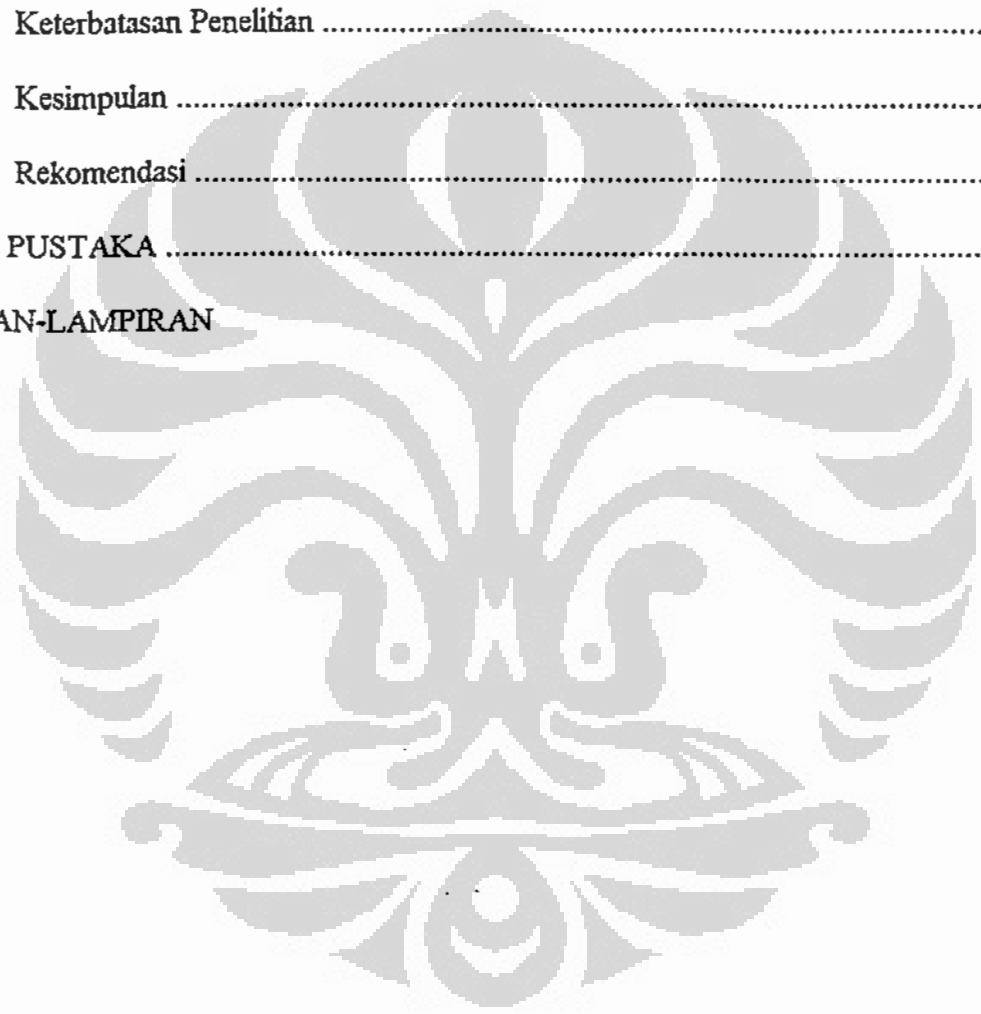 Keterbatasan Penelitian ................................................................
Kesimpulan ................................................................
Rekomendasi ................................................................
PUSTAKA ................................................................
AN-LAMPIRAN